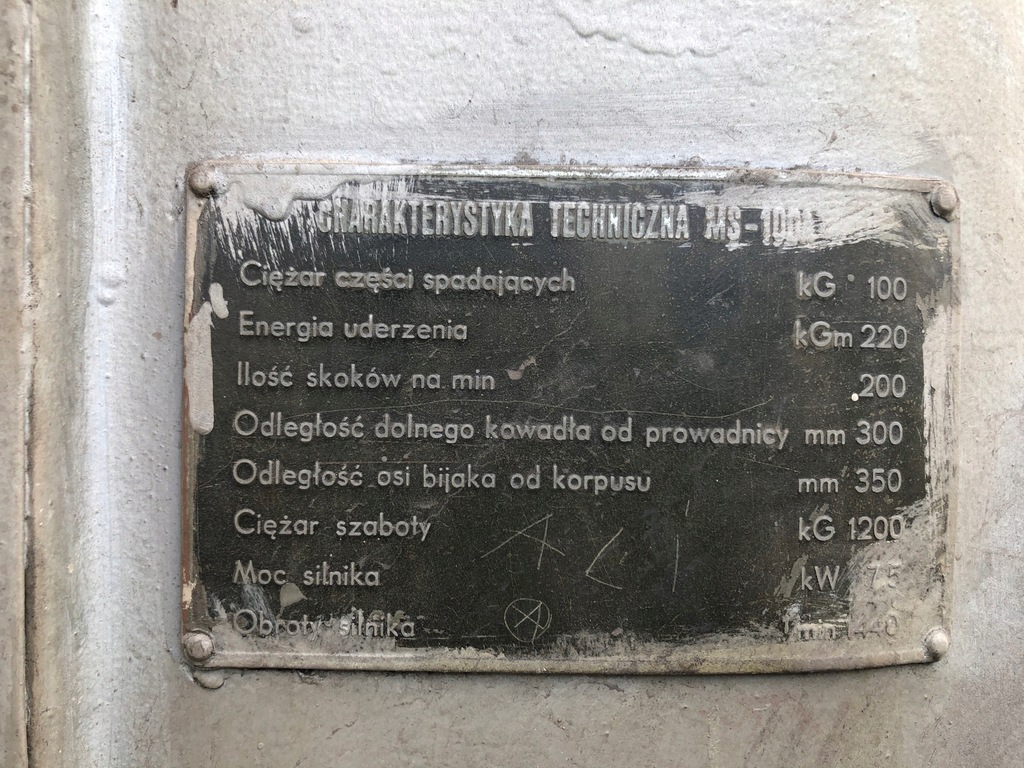 CHARAKTERYSTYKA TECHNICZNA MS-100
Ciężar części spadających kG 100
Energia uderzenia kGm 220
Ilość skoków na min 200
Odległość dolnego kowadła od prowadnicy mm 300
Odległość osi bijaka od korpusu mm 350
Ciężar szaboty kG 1200
Moc silnika kW 7.5
Obroty silnika 1440